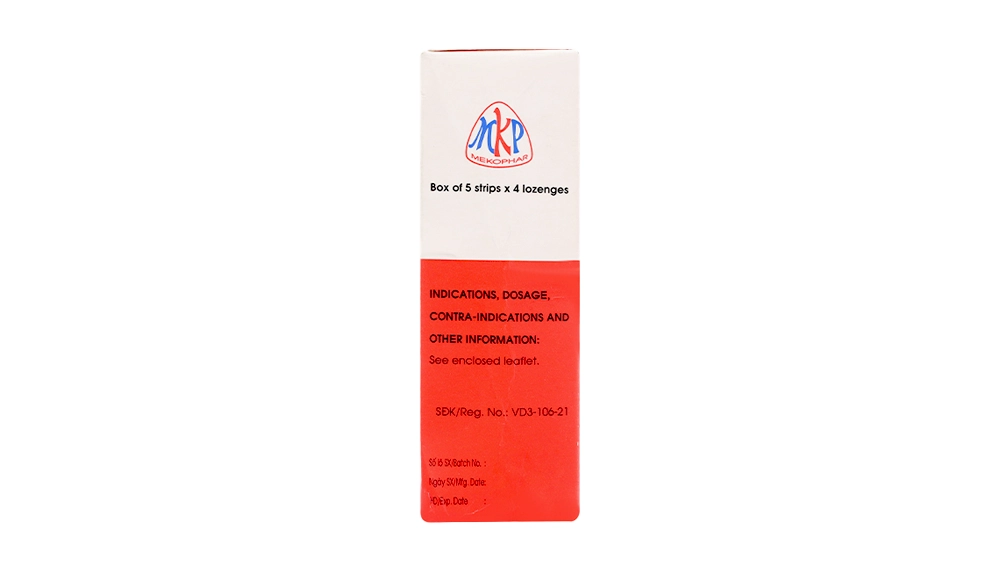 MKP
MEKOPHAR
Box of 5 strips x 4 lozenges
INDICATIONS, DOSAGE,
CONTRA-INDICATIONS AND
OTHER INFORMATION:
See enclosed leaflet.
SĐK/Reg. No.: VD3-106-21
Số lô SX/Batch No. :
Ngày SX/Mfg. Date:
HD/Exp. Date :